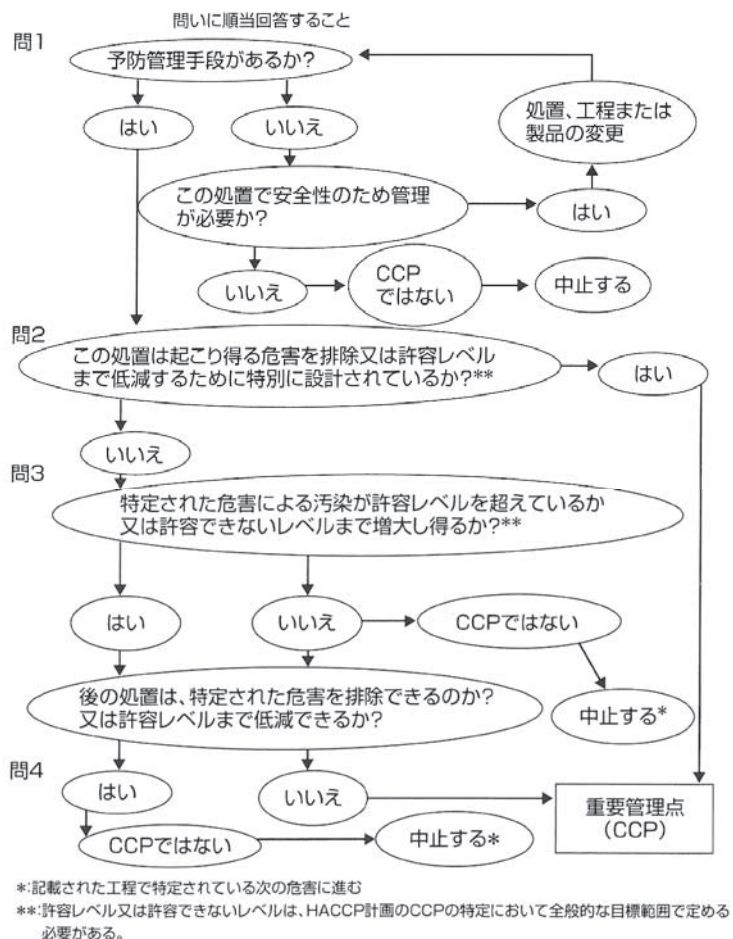 問いに順当回答すること
問1
予防管理手段があるか?
はい
いいえ
処置、工程または
製品の変更
この処置で安全性のため管理
が必要か?
はい
いいえ
CCP
ではない
中止する
問2
この処置は起こり得る危害を排除又は許容レベル
まで低減するために特別に設計されているか?**
はい
いいえ
問3
特定された危害による汚染が許容レベルを超えているか
又は許容できないレベルまで増大し得るか?**
はい
いいえ
CCPではない
中止する*
後の処置は、特定された危害を排除できるのか?
又は許容レベルまで低減できるか?
問4
はい
いいえ
重要管理点
(CCP)
CCPではない
中止する*
*:記載された工程で特定されている次の危害に進む
**:許容レベル又は許容できないレベルは、HACCP計画のCCPの特定において全般的な目標範囲で定める
必要がある。